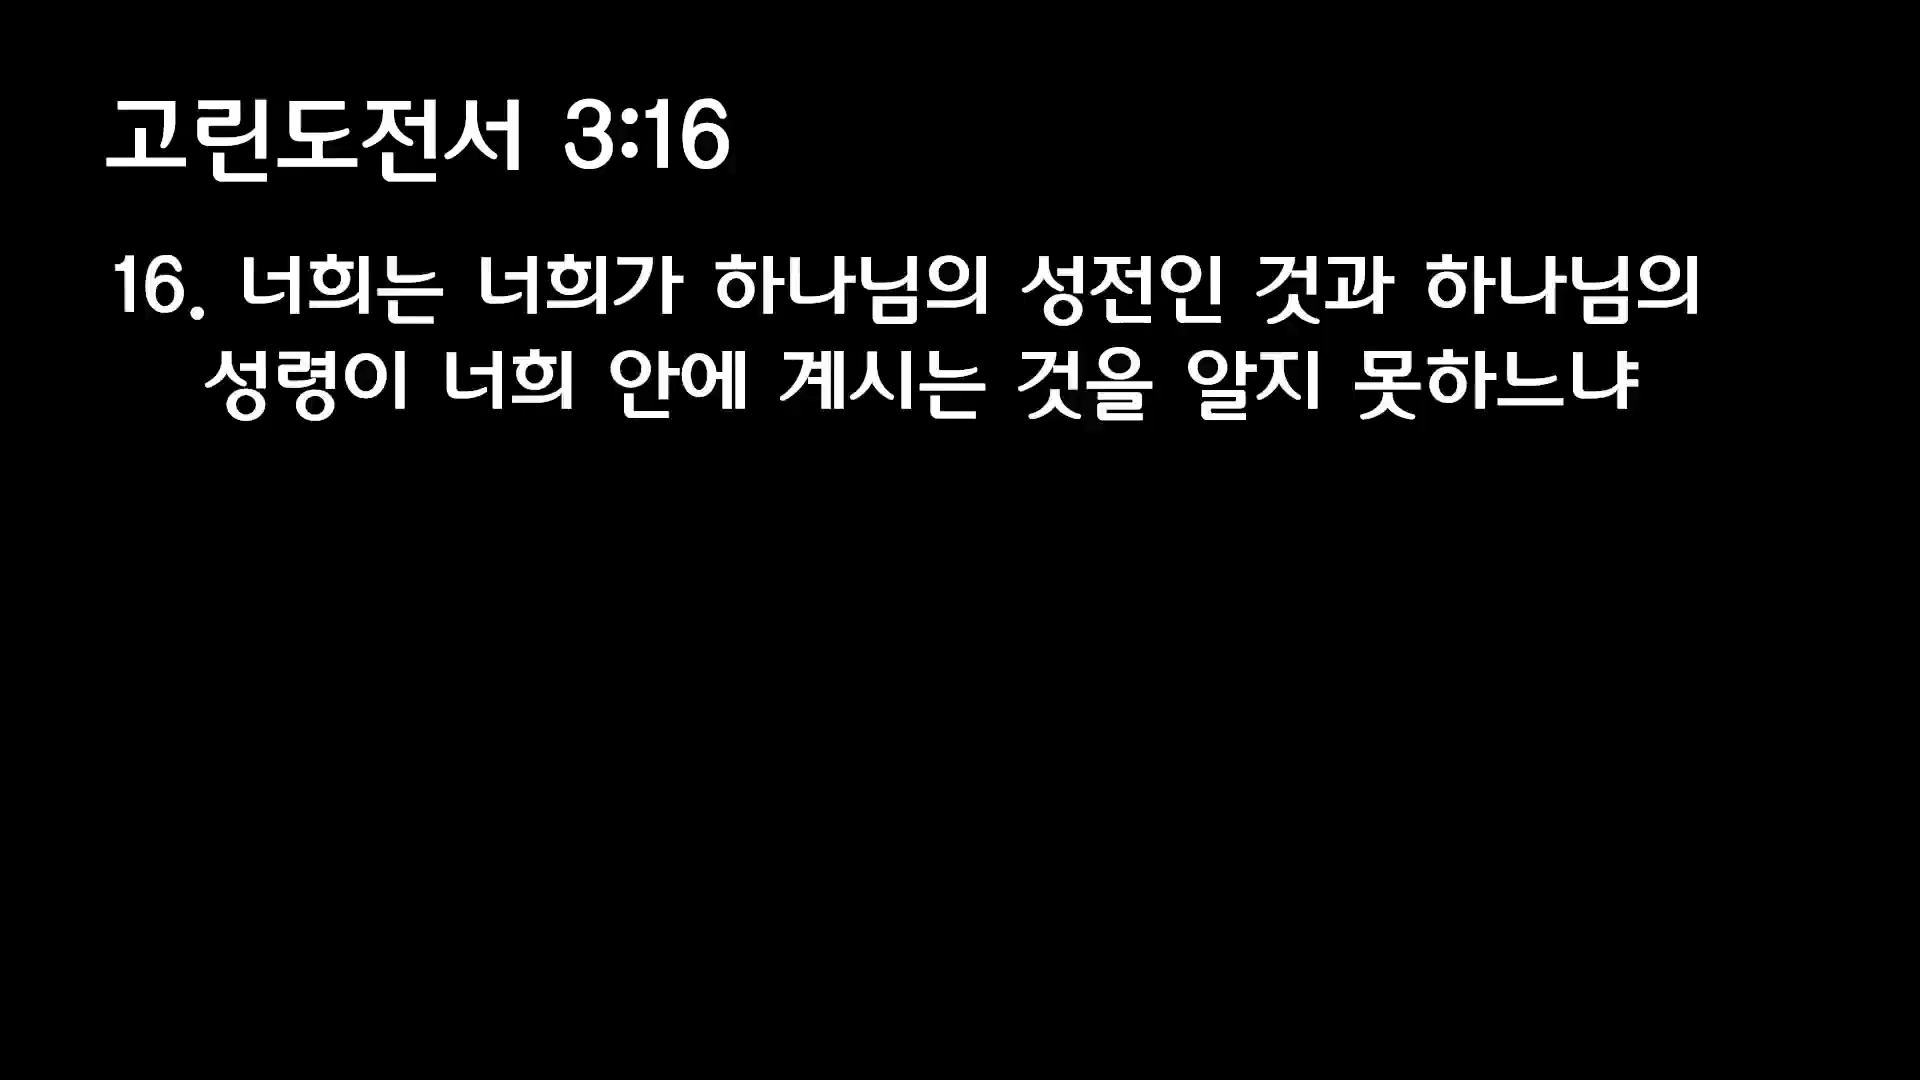 고린도전서 3:16
16. 너희는 너희가 하나님의 성전인 것과 하나님의
성령이 너희 안에 계시는 것을 알지 못하느냐